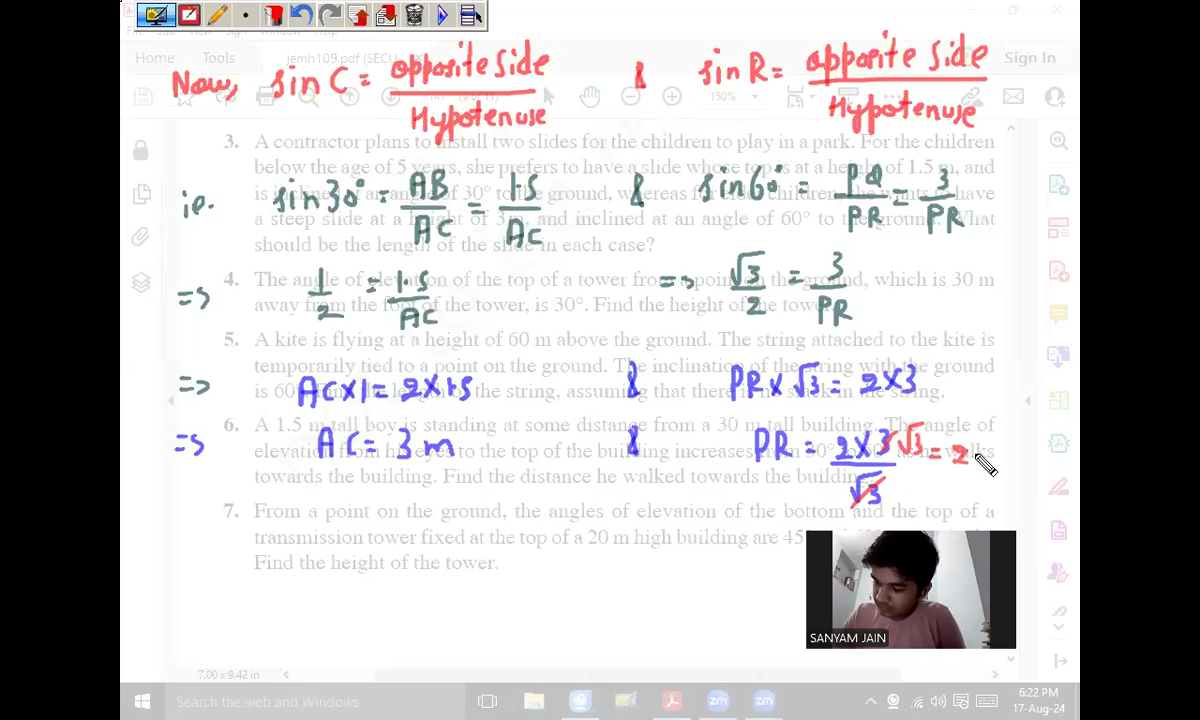 Home Tools jemh109.pdf (SECU Sign In
Now, sin C = opposite side / Hypotenuse & sin R = opposite side / Hypotenuse
150%
3. A contractor plans to install two slides for the children to play in a park. For the children
below the age of 5 years, she prefers to have a slide whose top is at a height of 1.5 m, and
ie. sin 30° = AB / AC = 1.5 / AC & sin 60° = PQ / PR = 3 / PR
is inclined at an angle of 30° to the ground, whereas for elder children, she wants to have
a steep slide at a height of 3m, and inclined at an angle of 60° to the ground. What
should be the length of the slide in each case?
4. The angle of elevation of the top of a tower from a point on the ground, which is 30 m
=> 1 / 2 = 1.5 / AC => √3 / 2 = 3 / PR
away from the foot of the tower, is 30°. Find the height of the tower.
5. A kite is flying at a height of 60 m above the ground. The string attached to the kite is
temporarily tied to a point on the ground. The inclination of the string with the ground
=> AC x 1 = 2 x 1.5 & PR x √3 = 2 x 3
is 60 the string, assuming that there is no slack in the string.
6. A 1.5 m tall boy is standing at some distance from a 30 m tall building. The angle of
=> AC = 3 m & PR = 2 x 3 √3 / √3 = 2
elevation from his eyes to the top of the building increases from 30° to 60° as he walks
towards the building. Find the distance he walked towards the building.
7. From a point on the ground, the angles of elevation of the bottom and the top of a
transmission tower fixed at the top of a 20 m high building are 45
Find the height of the tower.
SANYAM JAIN
7.00 x 9.42 in
Search the web and Windows
zm zm
6:22 PM
17-Aug-24